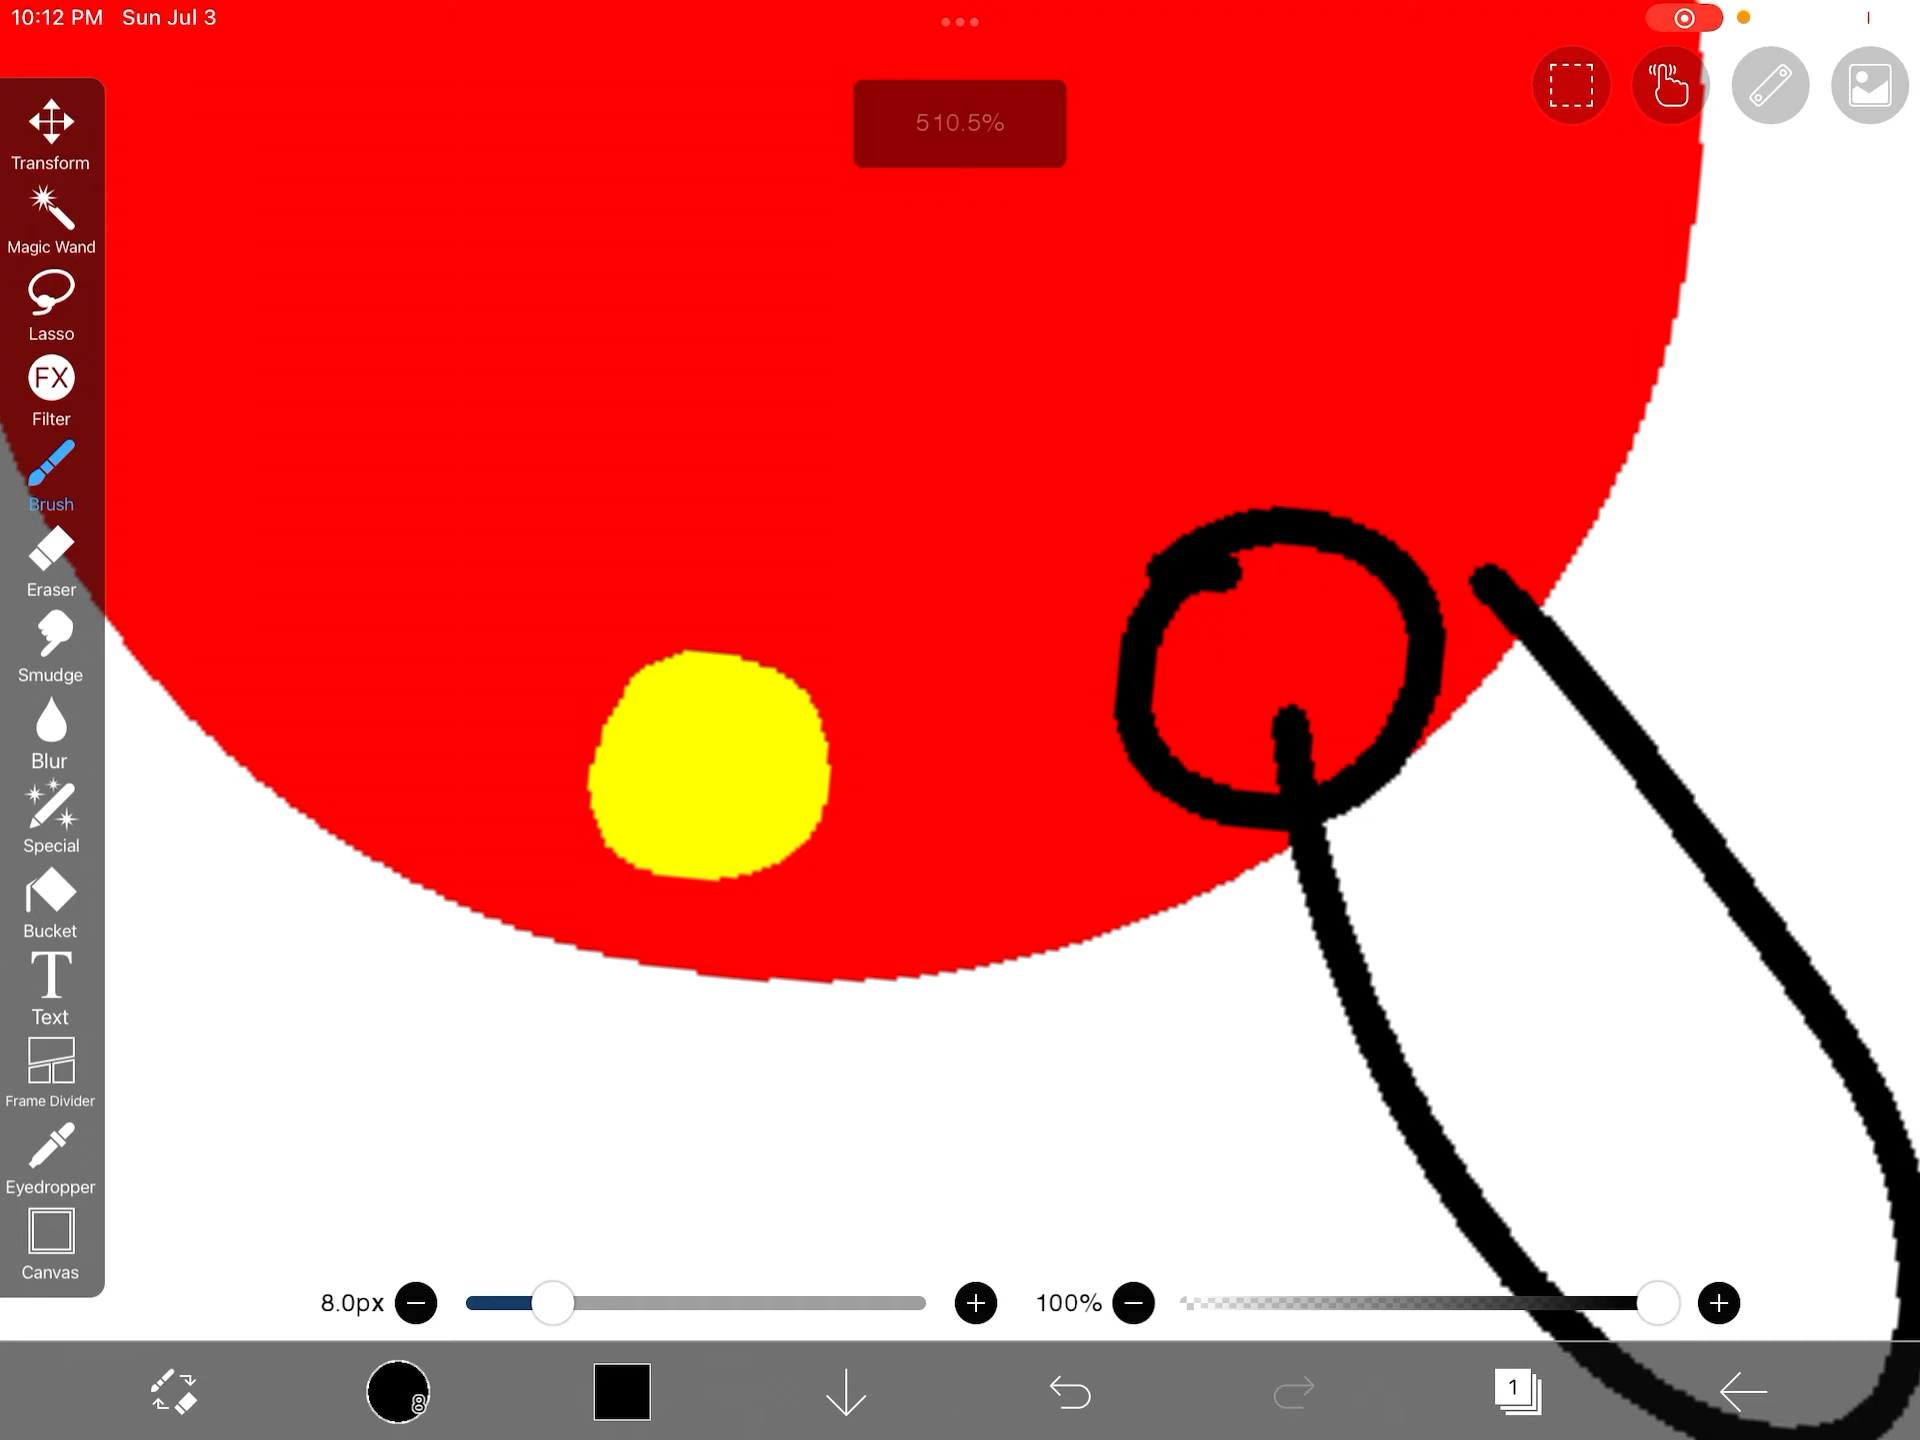 10:12 PM Sun Jul 3
510.5%
Transform
Magic Wand
Lasso
FX
Filter
Brush
Eraser
Smudge
Blur
Special
Bucket
T
Text
Frame Divider
Eyedropper
Canvas
8.0px
100%
8
1